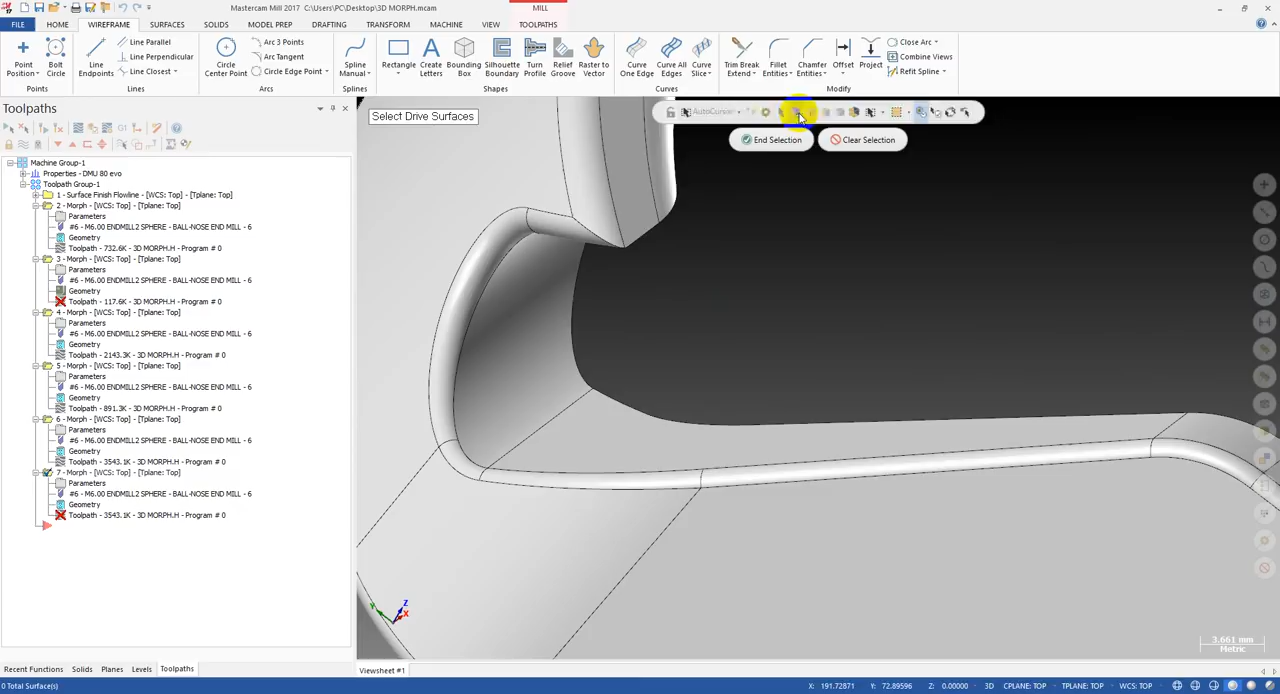 Mastercam Mill 2017  C:\Users\PC\Desktop\3D MORPH.mcam
MILL
FILE HOME WIREFRAME SURFACES SOLIDS MODEL PREP DRAFTING TRANSFORM MACHINE VIEW TOOLPATHS
Point Position
Bolt Circle
Points
Line Endpoints
Line Parallel
Line Perpendicular
Line Closest
Lines
Circle Center Point
Arc 3 Points
Arc Tangent
Circle Edge Point
Arcs
Spline Manual
Splines
Rectangle
Create Letters
Bounding Box
Silhouette Boundary
Turn Profile
Relief Groove
Raster to Vector
Shapes
Curve One Edge
Curve All Edges
Curve Slice
Curves
Trim Break Extend
Fillet Entities
Chamfer Entities
Offset
Project
Close Arc
Combine Views
Refit Spline
Modify
Toolpaths
Machine Group-1
Properties - DMU 80 evo
Toolpath Group-1
1 - Surface Finish Flowline - [WCS: Top] - [Tplane: Top]
2 - Morph - [WCS: Top] - [Tplane: Top]
Parameters
#6 - M6.00 ENDMILL2 SPHERE - BALL-NOSE END MILL - 6
Geometry
Toolpath - 732.6K - 3D MORPH.H - Program # 0
3 - Morph - [WCS: Top] - [Tplane: Top]
Parameters
#6 - M6.00 ENDMILL2 SPHERE - BALL-NOSE END MILL - 6
Geometry
Toolpath - 117.6K - 3D MORPH.H - Program # 0
4 - Morph - [WCS: Top] - [Tplane: Top]
Parameters
#6 - M6.00 ENDMILL2 SPHERE - BALL-NOSE END MILL - 6
Geometry
Toolpath - 2143.3K - 3D MORPH.H - Program # 0
5 - Morph - [WCS: Top] - [Tplane: Top]
Parameters
#6 - M6.00 ENDMILL2 SPHERE - BALL-NOSE END MILL - 6
Geometry
Toolpath - 891.3K - 3D MORPH.H - Program # 0
6 - Morph - [WCS: Top] - [Tplane: Top]
Parameters
#6 - M6.00 ENDMILL2 SPHERE - BALL-NOSE END MILL - 6
Geometry
Toolpath - 3543.1K - 3D MORPH.H - Program # 0
7 - Morph - [WCS: Top] - [Tplane: Top]
Parameters
#6 - M6.00 ENDMILL2 SPHERE - BALL-NOSE END MILL - 6
Geometry
Toolpath - 3543.1K - 3D MORPH.H - Program # 0
Select Drive Surfaces
AutoCursor
End Selection
Clear Selection
Z
Y
X
3.661 mm
Metric
Recent Functions Solids Planes Levels Toolpaths
Viewsheet #1
0 Total Surface(s)
X: 191.72871 Y: 72.89596 Z: 0.00000 3D CPLANE: TOP TPLANE: TOP WCS: TOP